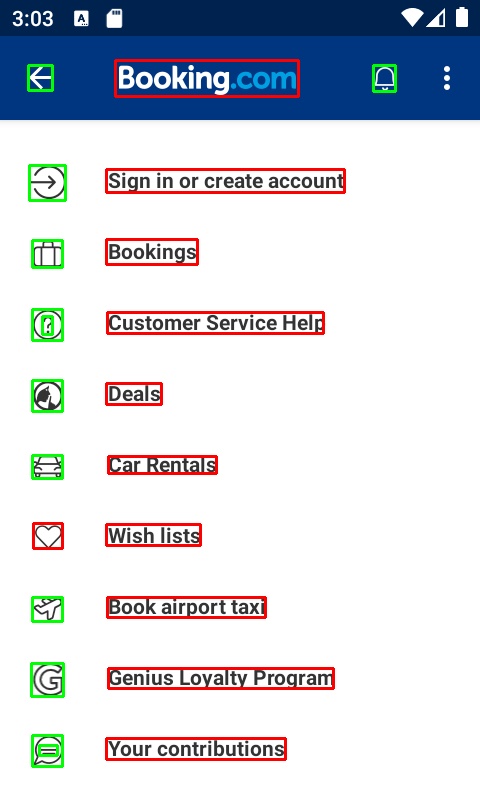 3:03
Booking.com
Sign in or create account
Bookings
Customer Service Help
Deals
Car Rentals
Wish lists
Book airport taxi
Genius Loyalty Program
Your contributions